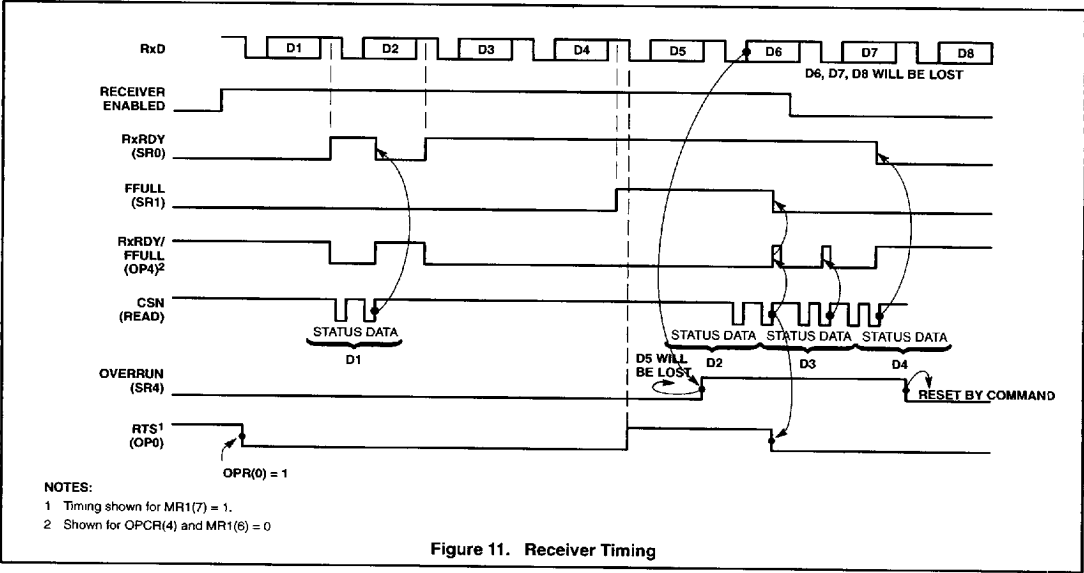 RxD
D1 D2 D3 D4 D5 D6 D7 D8
D6, D7, D8 WILL BE LOST
RECEIVER
ENABLED
RxRDY
(SR0)
FFULL
(SR1)
RxRDY/
FFULL
(OP4)2
CSN
(READ)
STATUS DATA
D1
STATUS DATA
D2
STATUS DATA
D3
STATUS DATA
D4
D5 WILL
BE LOST
OVERRUN
(SR4)
RESET BY COMMAND
RTS1
(OP0)
OPR(0) = 1
NOTES:
1 Timing shown for MR1(7) = 1.
2 Shown for OPCR(4) and MR1(6) = 0
Figure 11. Receiver Timing